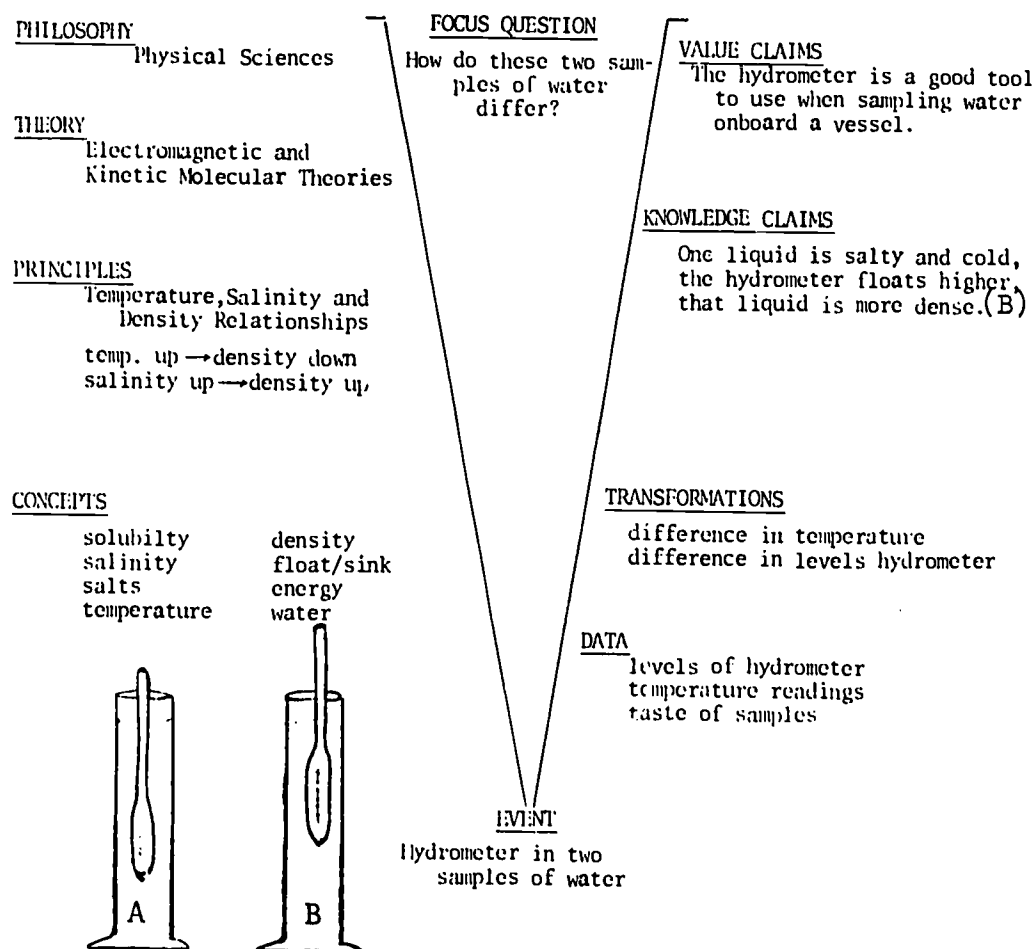 PHILOSOPHY
Physical Sciences
THEORY
Electromagnetic and
Kinetic Molecular Theories
PRINCIPLES
Temperature, Salinity and
Density Relationships
temp. up → density down
salinity up → density up
CONCEPTS
solubilty
salinity
salts
temperature
density
float/sink
energy
water
A
B
FOCUS QUESTION
How do these two sam-
ples of water
differ?
EVENT
Hydrometer in two
samples of water
VALUE CLAIMS
The hydrometer is a good tool
to use when sampling water
onboard a vessel.
KNOWLEDGE CLAIMS
One liquid is salty and cold,
the hydrometer floats higher,
that liquid is more dense. (B)
TRANSFORMATIONS
difference in temperature
difference in levels hydrometer
DATA
levels of hydrometer
temperature readings
taste of samples